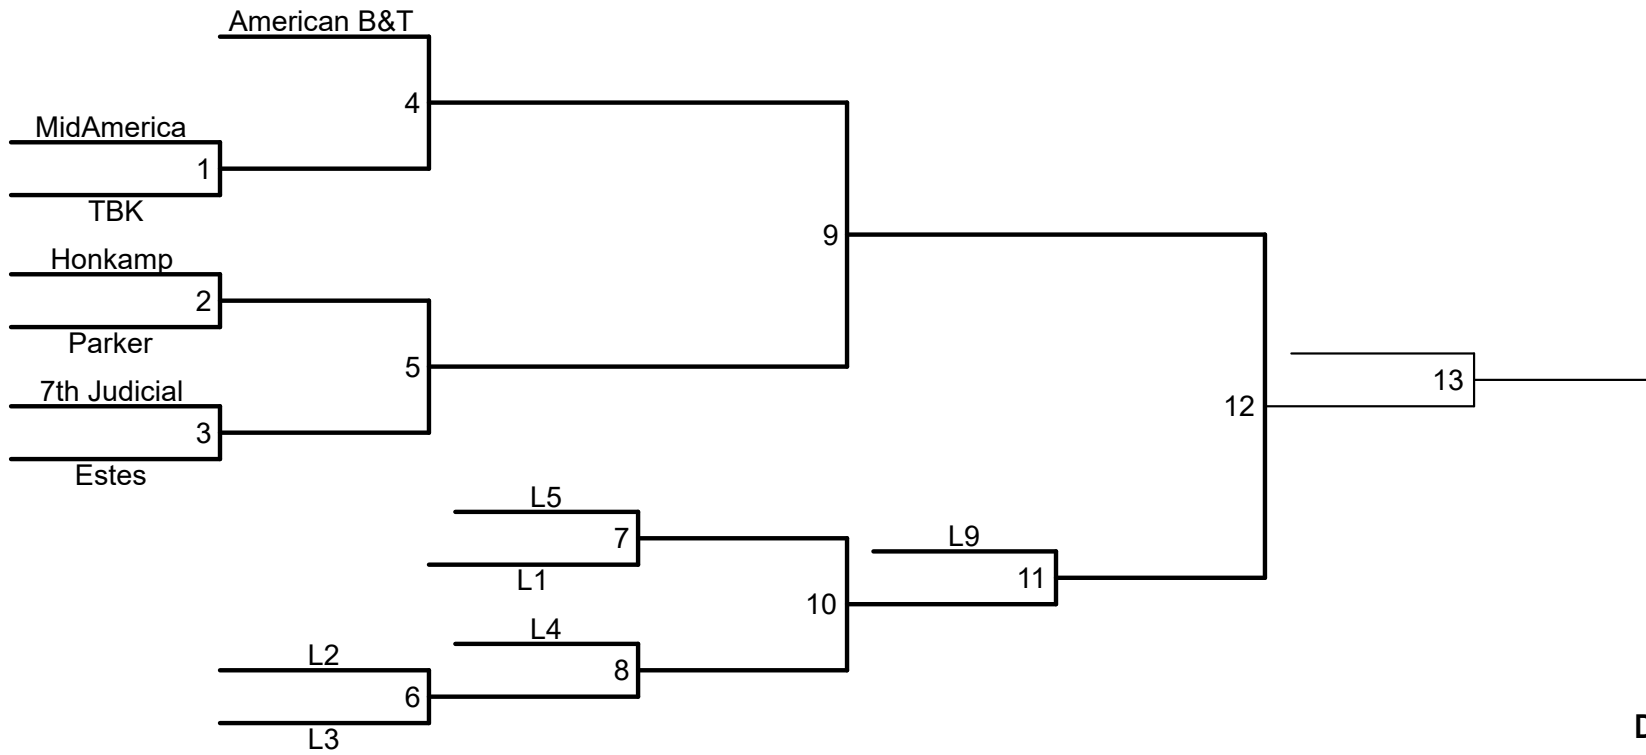 American B&T
4
MidAmerica
1
TBK
9
Honkamp
2
Parker
5
13
7th Judicial
12
3
Estes
L5
7
L9
L1
11
10
L4
L2
8
6
L3
D